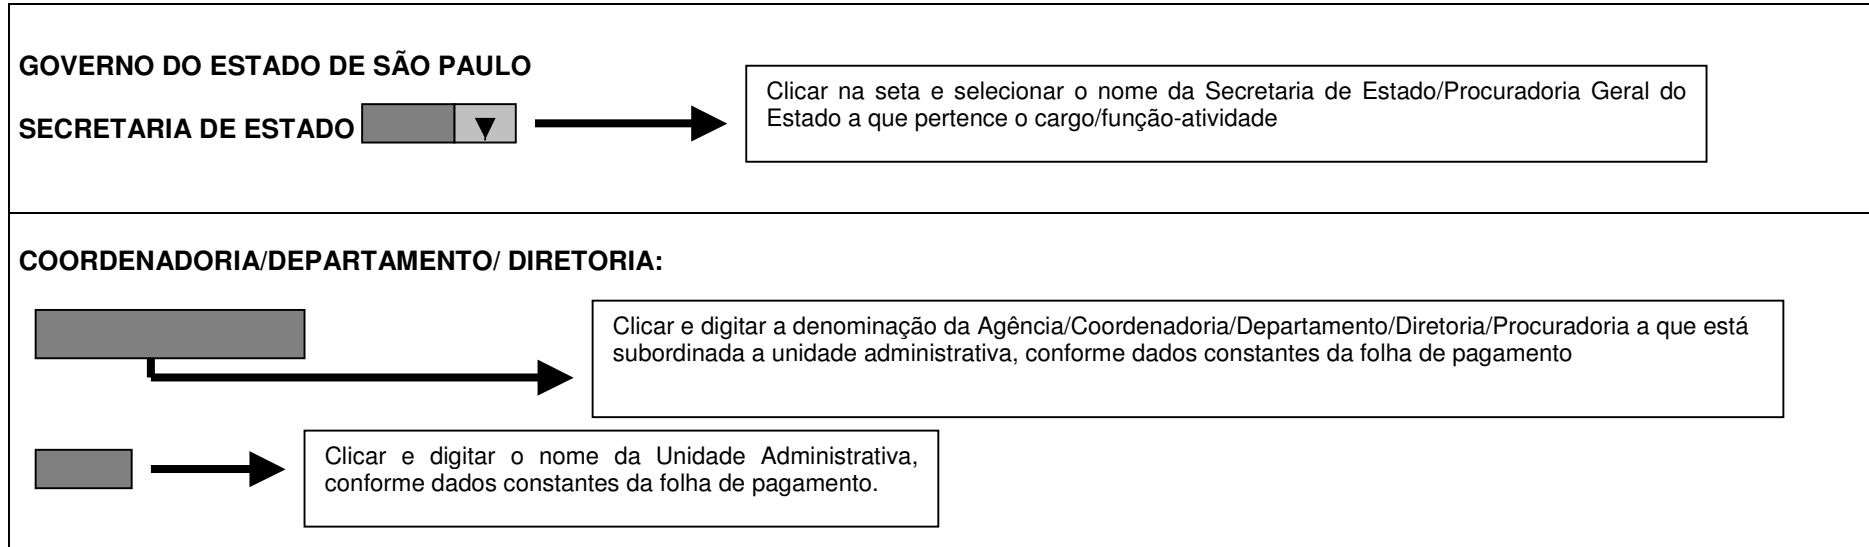 GOVERNO DO ESTADO DE SÃO PAULO
SECRETARIA DE ESTADO
Clicar na seta e selecionar o nome da Secretaria de Estado/Procuradoria Geral do
Estado a que pertence o cargo/função-atividade
COORDENADORIA/DEPARTAMENTO/ DIRETORIA:
Clicar e digitar a denominação da Agência/Coordenadoria/Departamento/Diretoria/Procuradoria a que está
subordinada a unidade administrativa, conforme dados constantes da folha de pagamento
Clicar e digitar o nome da Unidade Administrativa,
conforme dados constantes da folha de pagamento.